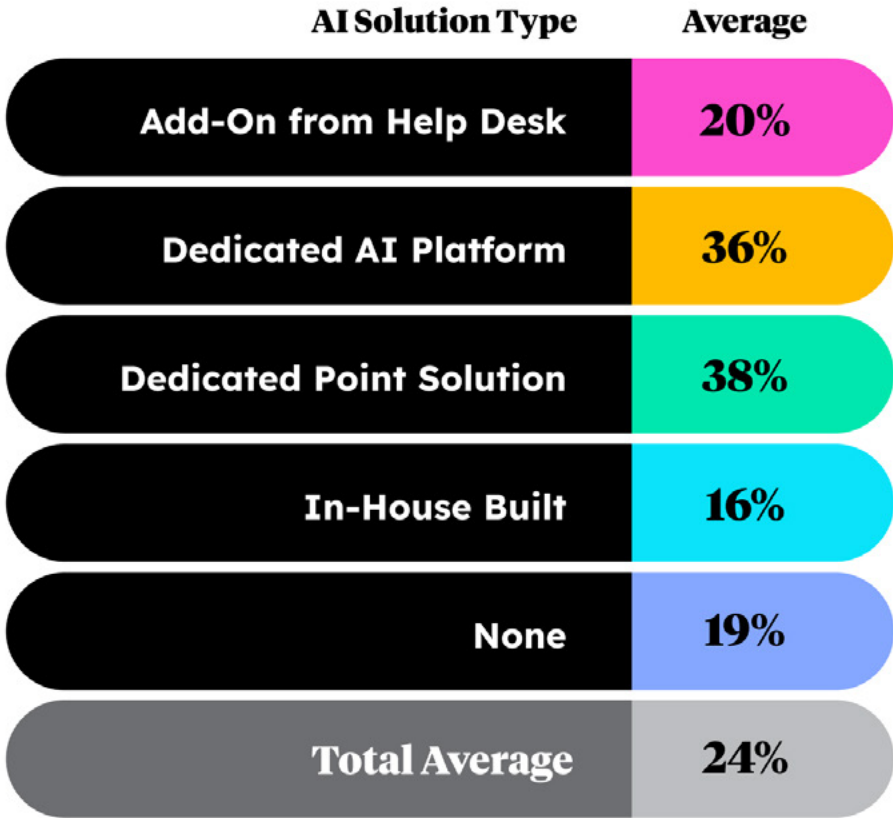 AI Solution Type Average
Add-On from Help Desk 20%
Dedicated AI Platform 36%
Dedicated Point Solution 38%
In-House Built 16%
None 19%
Total Average 24%